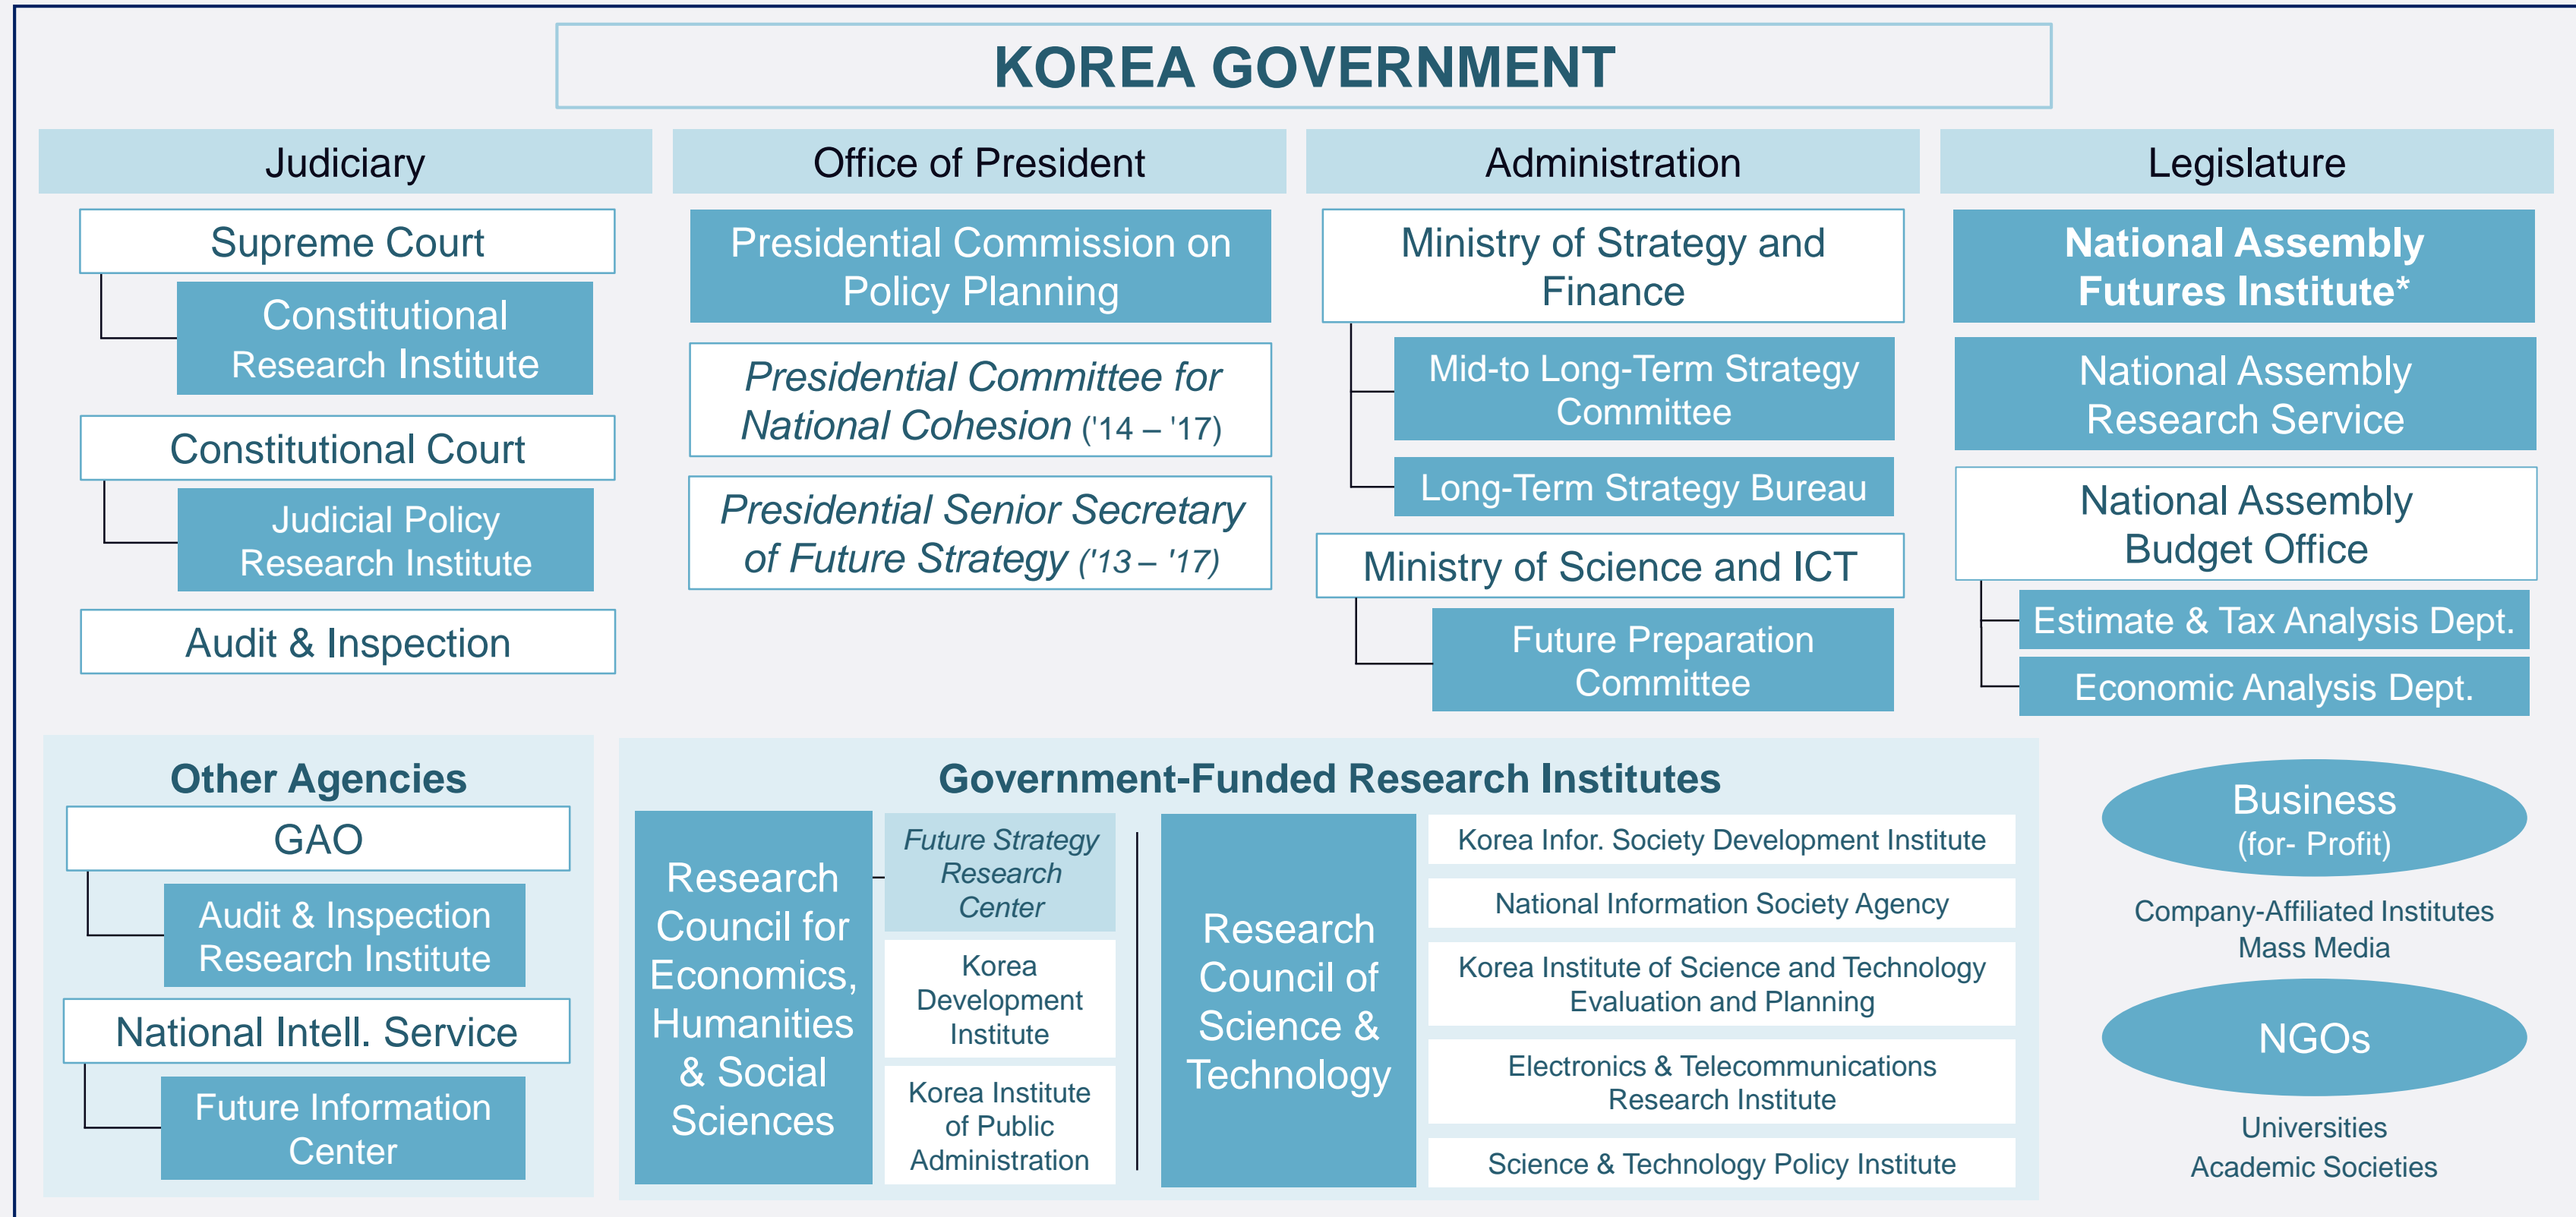 KOREA GOVERNMENT
Judiciary
Supreme Court
Constitutional
Research Institute
Constitutional Court
Judicial Policy
Research Institute
Audit & Inspection
Office of President
Presidential Commission on
Policy Planning
Presidential Committee for
National Cohesion ('14 – '17)
Presidential Senior Secretary
of Future Strategy ('13 – '17)
Administration
Ministry of Strategy and
Finance
Mid-to Long-Term Strategy
Committee
Long-Term Strategy Bureau
Ministry of Science and ICT
Future Preparation
Committee
Legislature
National Assembly
Futures Institute*
National Assembly
Research Service
National Assembly
Budget Office
Estimate & Tax Analysis Dept.
Economic Analysis Dept.
Other Agencies
GAO
Audit & Inspection
Research Institute
National Intell. Service
Future Information
Center
Government-Funded Research Institutes
Research
Council for
Economics,
Humanities
& Social
Sciences
Future Strategy
Research
Center
Korea
Development
Institute
Korea Institute
of Public
Administration
Research
Council of
Science &
Technology
Korea Infor. Society Development Institute
National Information Society Agency
Korea Institute of Science and Technology
Evaluation and Planning
Electronics & Telecommunications
Research Institute
Science & Technology Policy Institute
Business
(for- Profit)
Company-Affiliated Institutes
Mass Media
NGOs
Universities
Academic Societies